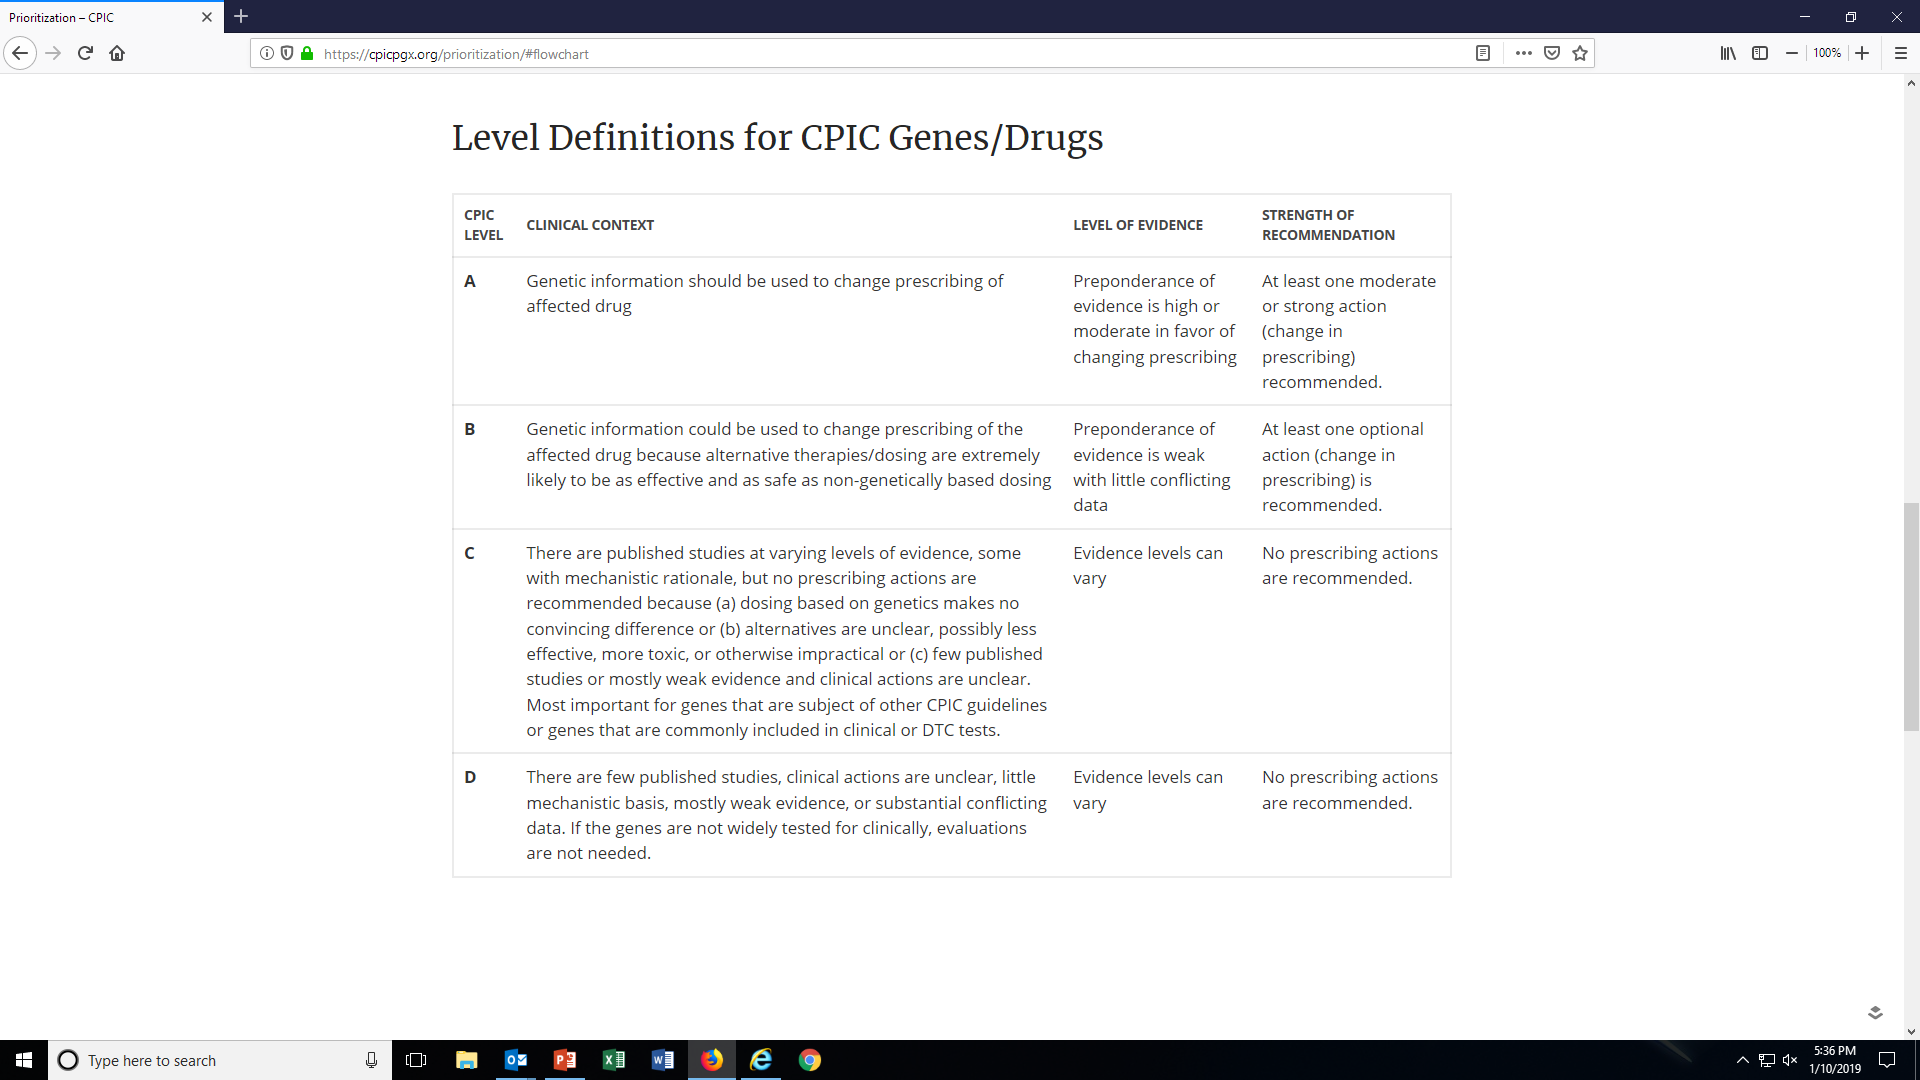 Prioritization – CPIC
https://cpicpgx.org/prioritization/#flowchart
100%
Level Definitions for CPIC Genes/Drugs
CPIC LEVEL
CLINICAL CONTEXT
LEVEL OF EVIDENCE
STRENGTH OF RECOMMENDATION
A
Genetic information should be used to change prescribing of
affected drug
Preponderance of
evidence is high or
moderate in favor of
changing prescribing
At least one moderate
or strong action
(change in
prescribing)
recommended.
B
Genetic information could be used to change prescribing of the
affected drug because alternative therapies/dosing are extremely
likely to be as effective and as safe as non-genetically based dosing
Preponderance of
evidence is weak
with little conflicting
data
At least one optional
action (change in
prescribing) is
recommended.
C
There are published studies at varying levels of evidence, some
with mechanistic rationale, but no prescribing actions are
recommended because (a) dosing based on genetics makes no
convincing difference or (b) alternatives are unclear, possibly less
effective, more toxic, or otherwise impractical or (c) few published
studies or mostly weak evidence and clinical actions are unclear.
Most important for genes that are subject of other CPIC guidelines
or genes that are commonly included in clinical or DTC tests.
Evidence levels can
vary
No prescribing actions
are recommended.
D
There are few published studies, clinical actions are unclear, little
mechanistic basis, mostly weak evidence, or substantial conflicting
data. If the genes are not widely tested for clinically, evaluations
are not needed.
Evidence levels can
vary
No prescribing actions
are recommended.
Type here to search
5:36 PM
1/10/2019